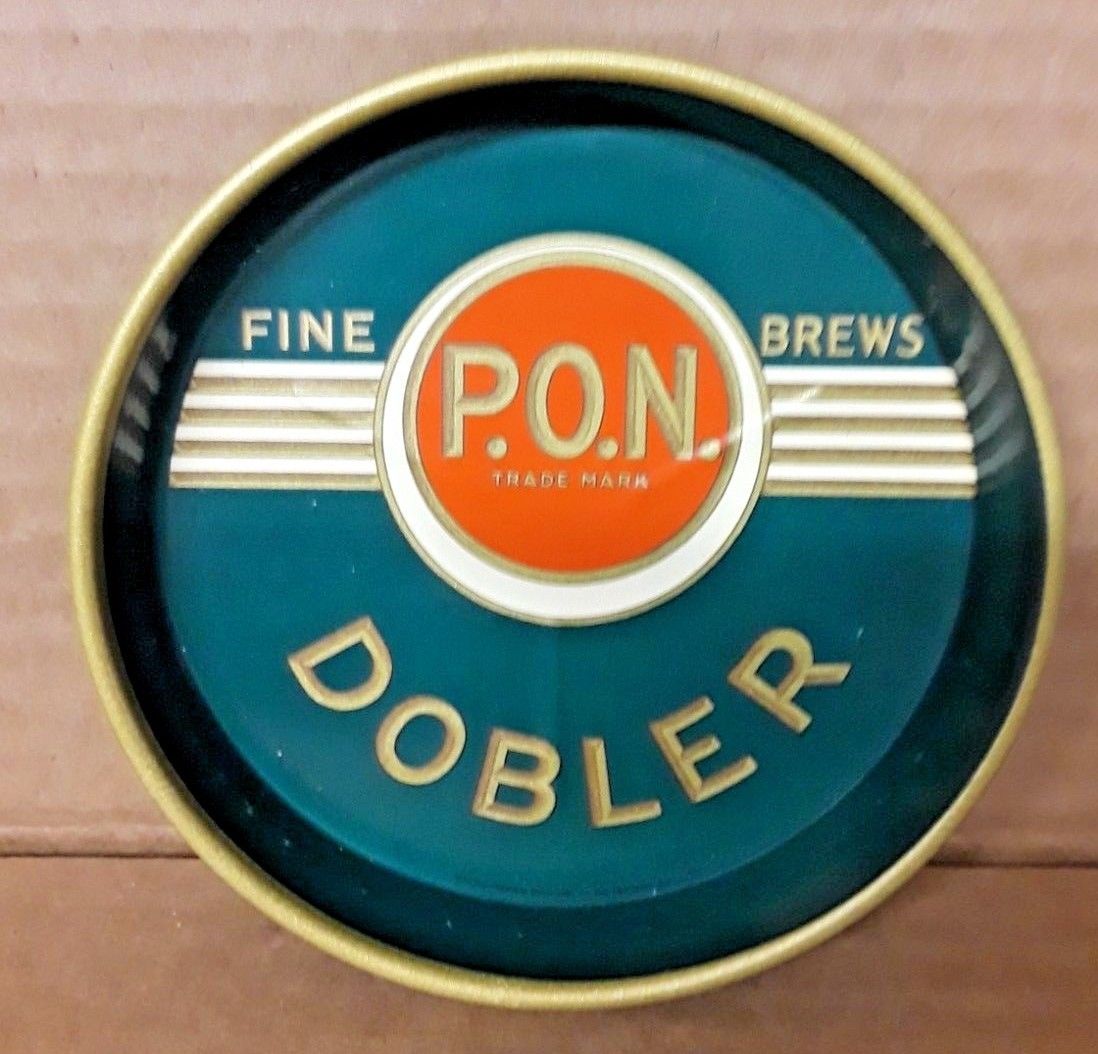 FINE BREWS
P.O.N.
TRADE MARK
DOBLER